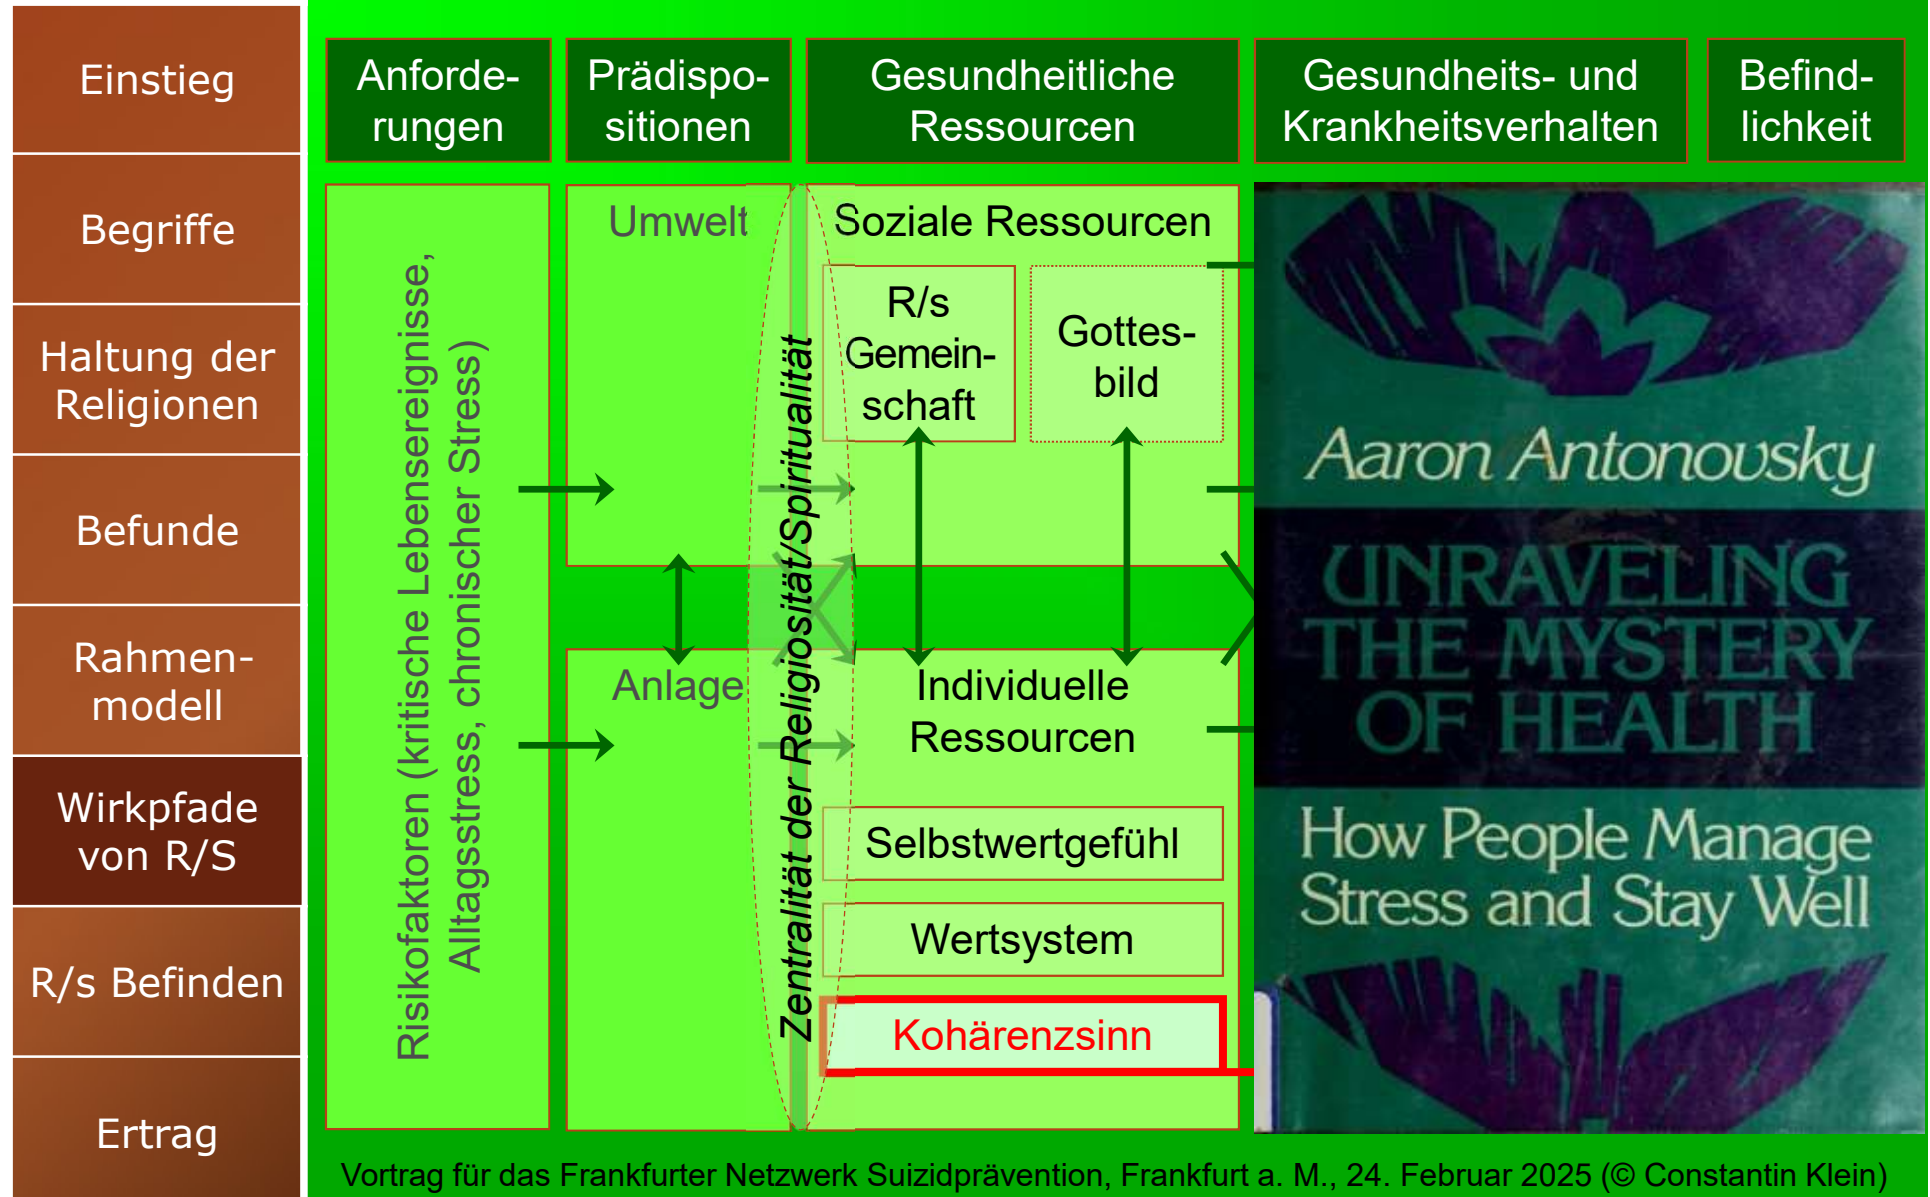 Einstieg
Begriffe
Haltung der
Religionen
Befunde
Rahmen-
modell
Wirkpfade
von R/S
R/s Befinden
Ertrag
Anforde-
rungen
Prädispo-
sitionen
Gesundheitliche
Ressourcen
Gesundheits- und
Krankheitsverhalten
Befind-
lichkeit
Risikofaktoren (kritische Lebensereignisse,
Alltagsstress, chronischer Stress)
Umwelt
Anlage
Zentralität der Religiosität/Spiritualität
Soziale Ressourcen
R/s
Gemein-
schaft
Gottes-
bild
Individuelle
Ressourcen
Selbstwertgefühl
Wertsystem
Kohärenzsinn
Aaron Antonovsky
UNRAVELING
THE MYSTERY
OF HEALTH
How People Manage
Stress and Stay Well
Vortrag für das Frankfurter Netzwerk Suizidprävention, Frankfurt a. M., 24. Februar 2025 (© Constantin Klein)